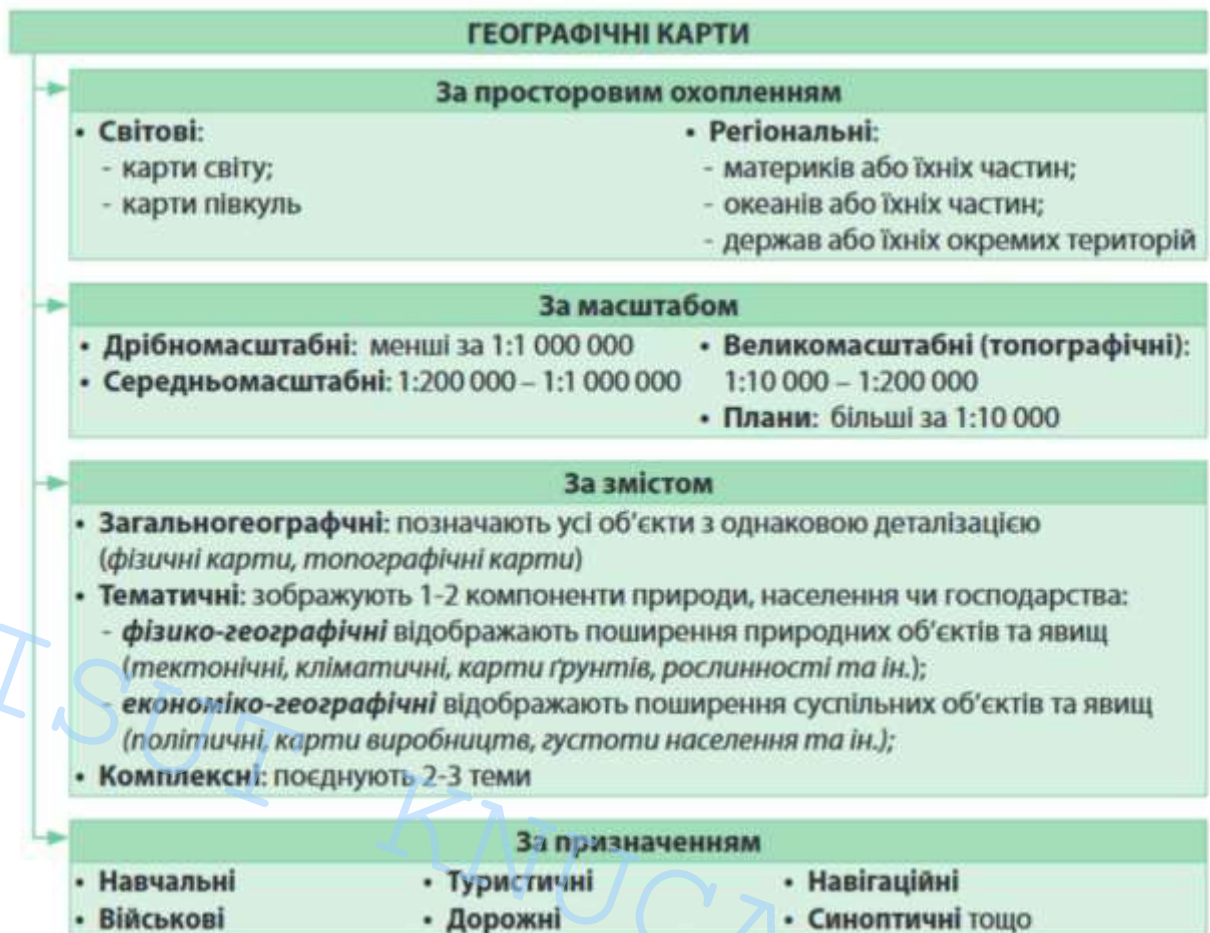 ГЕОГРАФІЧНІ КАРТИ
За просторовим охопленням
• Світові:
- карти світу;
- карти півкуль
• Регіональні:
- материків або їхніх частин;
- океанів або їхніх частин;
- держав або їхніх окремих територій
За масштабом
• Дрібномасштабні: менші за 1:1 000 000
• Середньомасштабні: 1:200 000 – 1:1 000 000
• Великомасштабні (топографічні):
1:10 000 – 1:200 000
• Плани: більші за 1:10 000
За змістом
• Загальногеографчні: позначають усі об’єкти з однаковою деталізацією
(фізичні карти, топографічні карти)
• Тематичні: зображують 1-2 компоненти природи, населення чи господарства:
- фізико-географічні відображають поширення природних об’єктів та явищ
(тектонічні, кліматичні, карти ґрунтів, рослинності та ін.);
- економіко-географічні відображають поширення суспільних об’єктів та явищ
(політичні, карти виробництв, густоти населення та ін.);
• Комплексні: поєднують 2-3 теми
За призначенням
• Навчальні
• Військові
• Туристичні
• Дорожні
• Навігаційні
• Синоптичні тощо